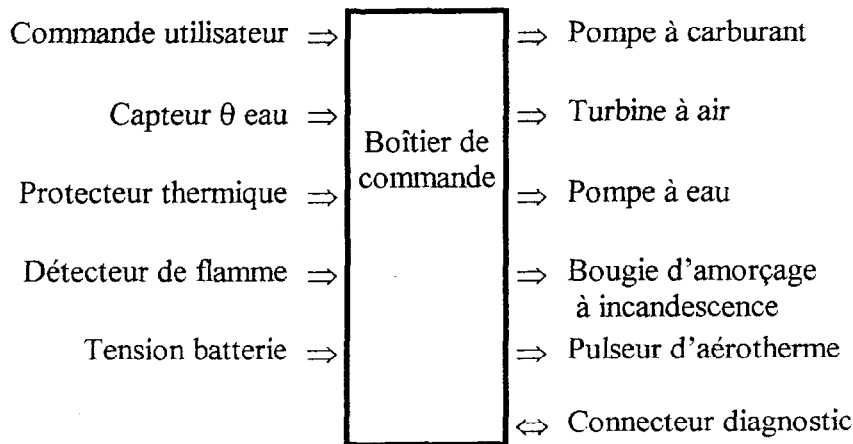 Commande utilisateur ⇒
⇒ Pompe à carburant
Capteur θ eau ⇒
⇒ Turbine à air
Boîtier de
commande
Protecteur thermique ⇒
⇒ Pompe à eau
Détecteur de flamme ⇒
⇒ Bougie d'amorçage
à incandescence
Tension batterie ⇒
⇒ Pulseur d'aérotherme
⇔ Connecteur diagnostic